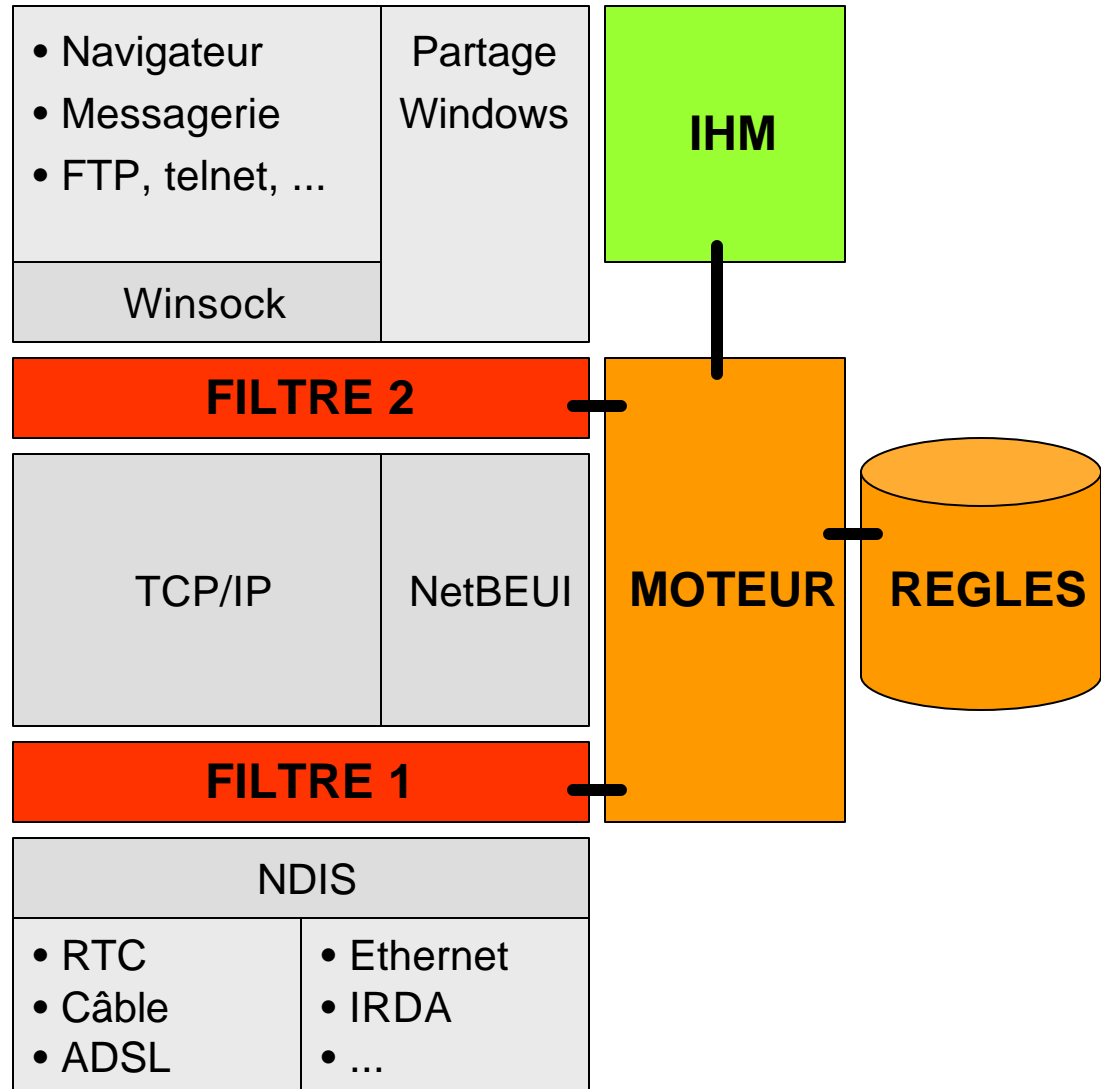 • Navigateur
• Messagerie
• FTP, telnet, ...
Partage
Windows
IHM
Winsock
FILTRE 2
TCP/IP
NetBEUI
MOTEUR
REGLES
FILTRE 1
NDIS
• RTC
• Câble
• ADSL
• Ethernet
• IRDA
• ...